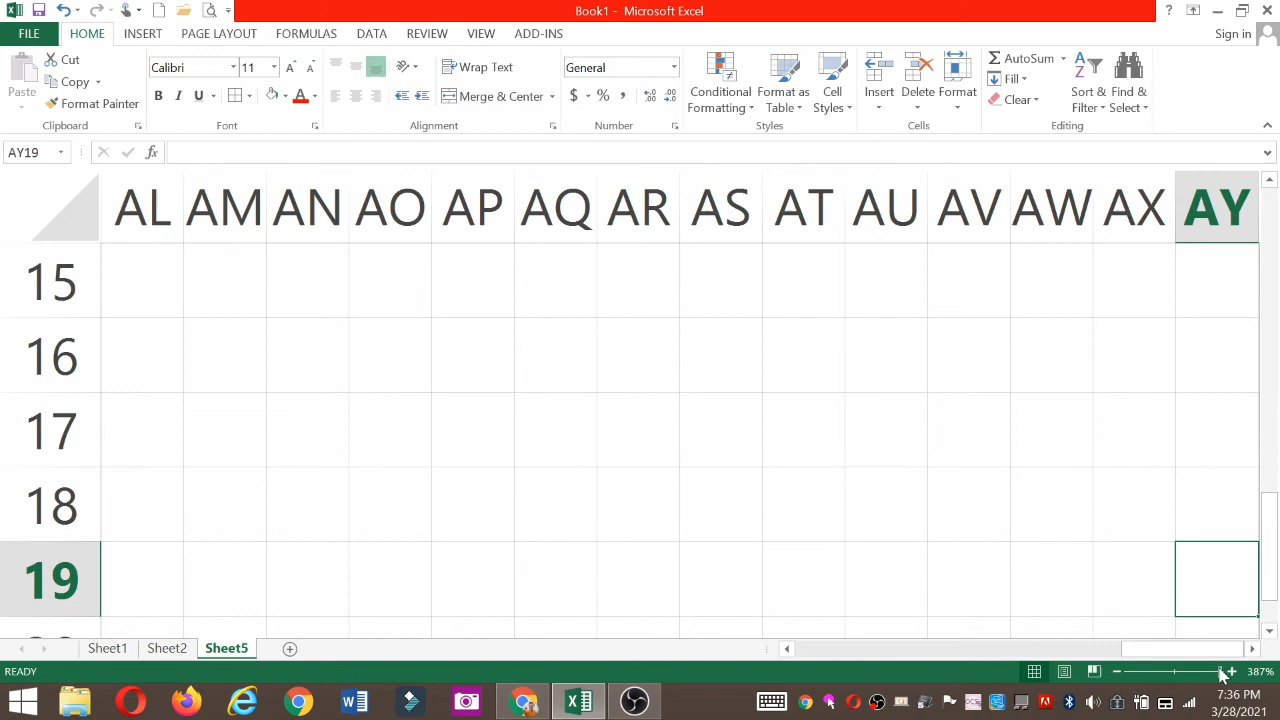 Book1 - Microsoft Excel
?
FILE HOME INSERT PAGE LAYOUT FORMULAS DATA REVIEW VIEW ADD-INS Sign in
Paste
Cut
Copy
Format Painter
Clipboard
Calibri 11
B I U A
Font
Wrap Text
Merge & Center
Alignment
General
$ % ,
Number
Conditional Formatting
Format as Table
Cell Styles
Styles
Insert Delete Format
Cells
AutoSum
Fill
Clear
Sort & Filter
Find & Select
Editing
AY19 fx
AL AM AN AO AP AQ AR AS AT AU AV AW AX AY
15
16
17
18
19
Sheet1 Sheet2 Sheet5
READY 387%
7:36 PM
3/28/2021